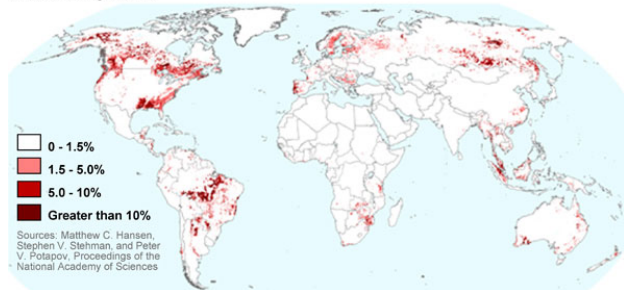 0 - 1.5%
1.5 - 5.0%
5.0 - 10%
Greater than 10%
Sources: Matthew C. Hansen,
Stephen V. Stehman, and Peter
V. Potapov, Proceedings of the
National Academy of Sciences